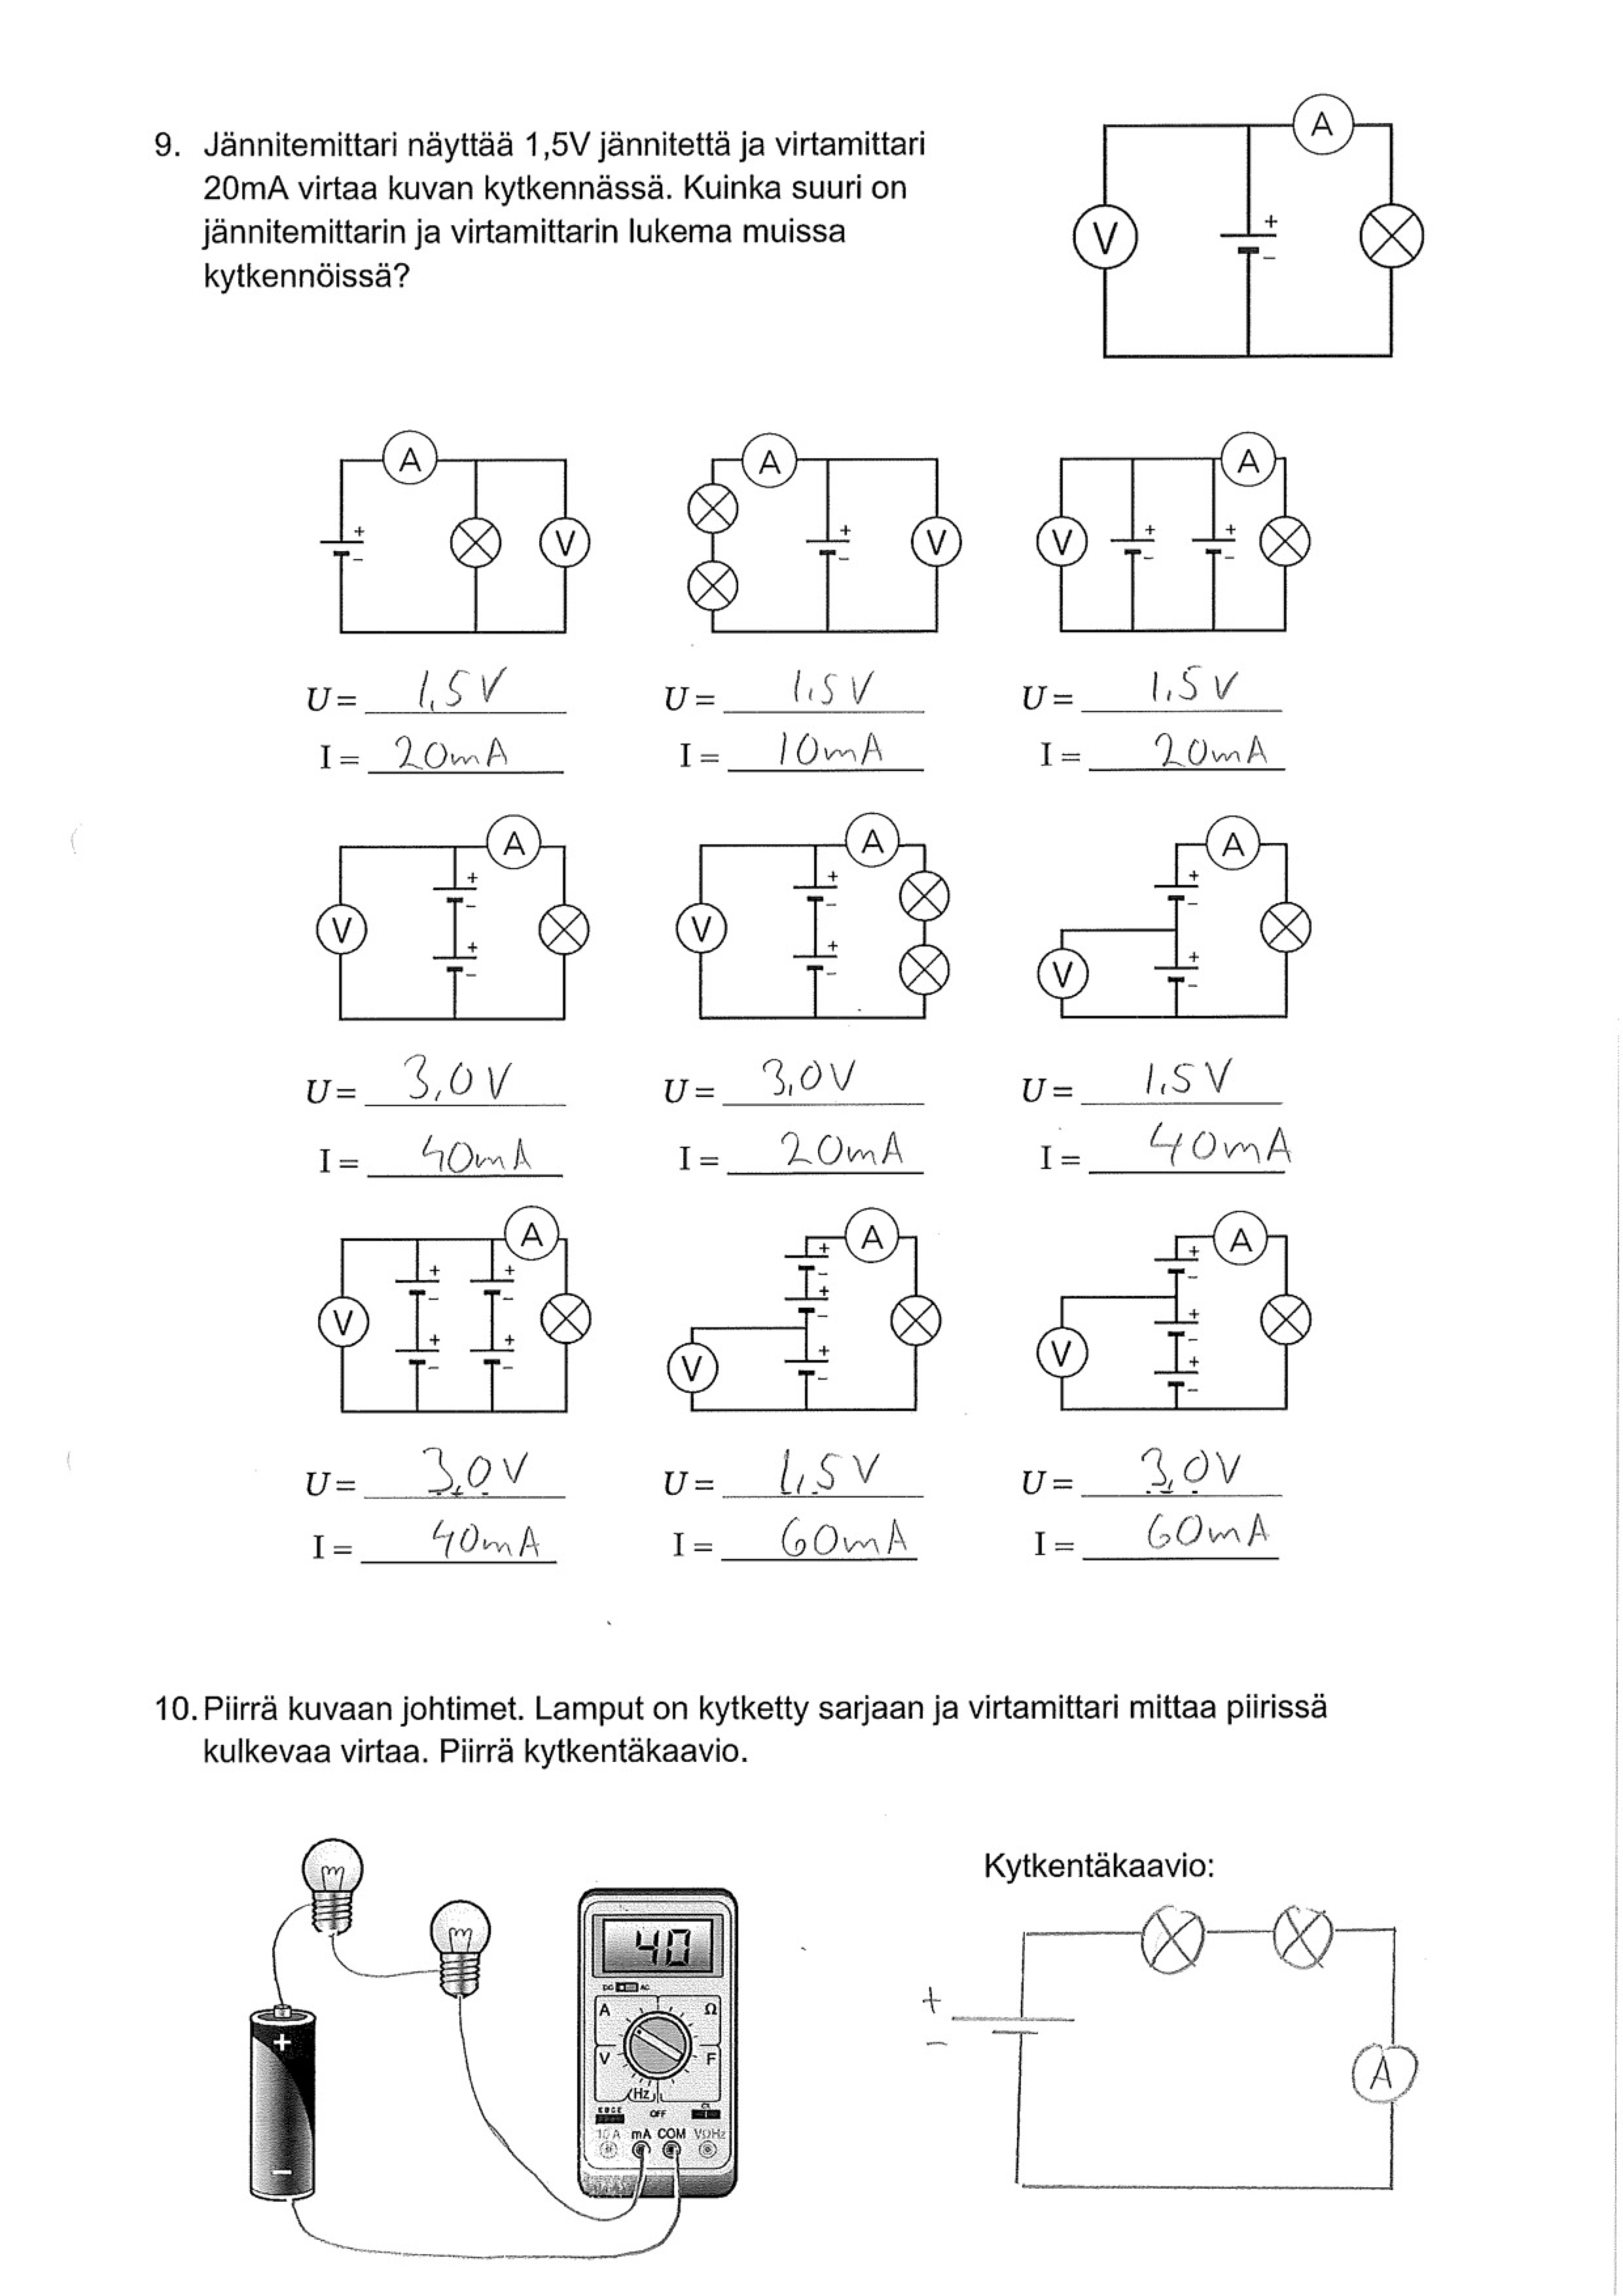 9. Jännitemittari näyttää 1,5V jännitettä ja virtamittari
20mA virtaa kuvan kytkennässä. Kuinka suuri on
jännitemittarin ja virtamittarin lukema muissa
kytkennöissä?
A
V
+
−
A A A
+ V + V V + +
− − − −
U= 1,5V U= 1,5V U= 1,5V
I= 20mA I= 10mA I= 20mA
A A A
+ + +
− − −
V V
+ + V +
− − −
U= 3,0V U= 3,0V U= 1,5V
I= 40mA I= 20mA I= 40mA
A A A
+ + + +
− − − −
V + + + V +
− − − −
V + +
− −
U= 3,0V U= 1,5V U= 3,0V
I= 40mA I= 60mA I= 60mA
10. Piirrä kuvaan johtimet. Lamput on kytketty sarjaan ja virtamittari mittaa piirissä
kulkevaa virtaa. Piirrä kytkentäkaavio.
Kytkentäkaavio:
40
DC AC
A Ω
V F
Hz
OFF
10A mA COM VΩHz
+
−
+
−
A